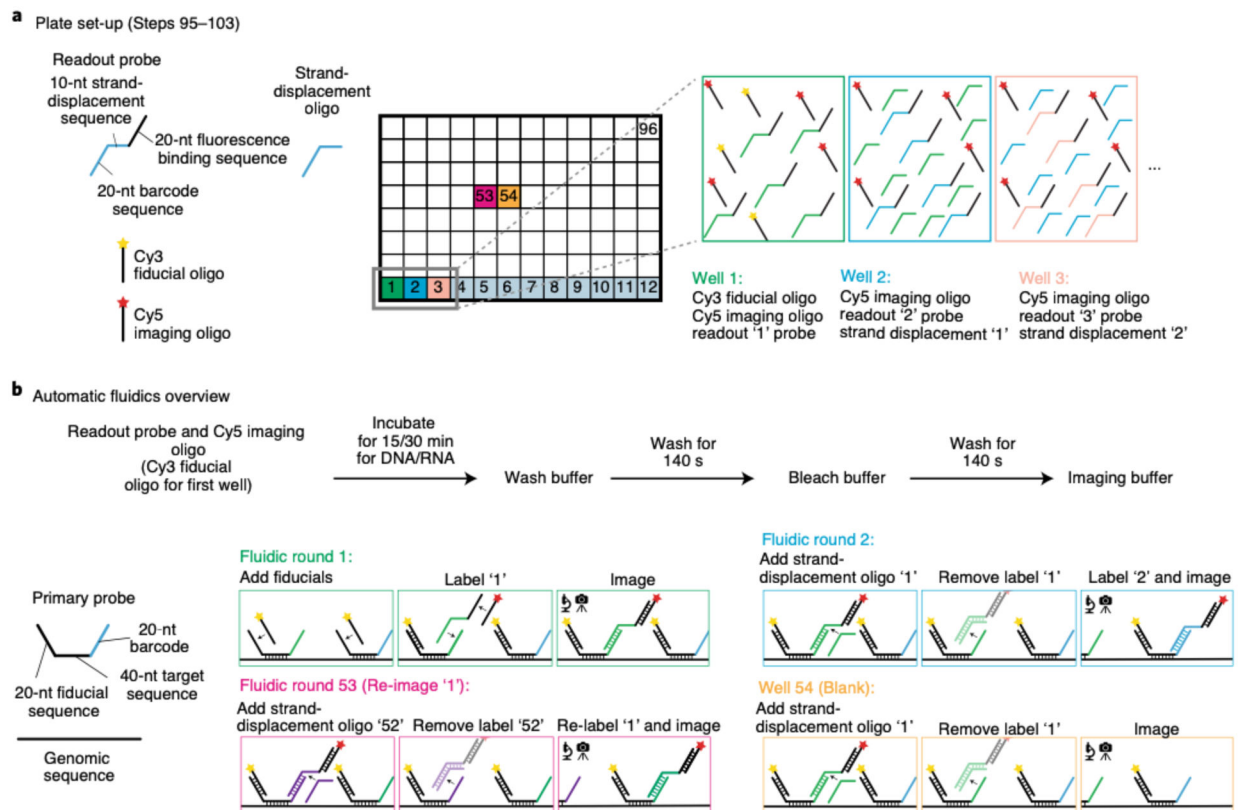 a Plate set-up (Steps 95–103)
Readout probe
10-nt strand-
displacement
sequence
20-nt fluorescence
binding sequence
20-nt barcode
sequence
Strand-
displacement
oligo
Cy3
fiducial oligo
Cy5
imaging oligo
96
53 54
1 2 3 4 5 6 7 8 9 10 11 12
...
Well 1:
Cy3 fiducial oligo
Cy5 imaging oligo
readout ‘1’ probe
Well 2:
Cy5 imaging oligo
readout ‘2’ probe
strand displacement ‘1’
Well 3:
Cy5 imaging oligo
readout ‘3’ probe
strand displacement ‘2’
b Automatic fluidics overview
Readout probe and Cy5 imaging
oligo
(Cy3 fiducial
oligo for first well)
Incubate
for 15/30 min
for DNA/RNA
Wash buffer
Wash for
140 s
Bleach buffer
Wash for
140 s
Imaging buffer
Primary probe
20-nt
barcode
40-nt target
sequence
20-nt fiducial
sequence
Genomic
sequence
Fluidic round 1:
Add fiducials
Label ‘1’
Image
Fluidic round 2:
Add strand-
displacement oligo ‘1’
Remove label ‘1’
Label ‘2’ and image
Fluidic round 53 (Re-image ‘1’):
Add strand-
displacement oligo ‘52’
Remove label ‘52’
Re-label ‘1’ and image
Well 54 (Blank):
Add strand-
displacement oligo ‘1’
Remove label ‘1’
Image